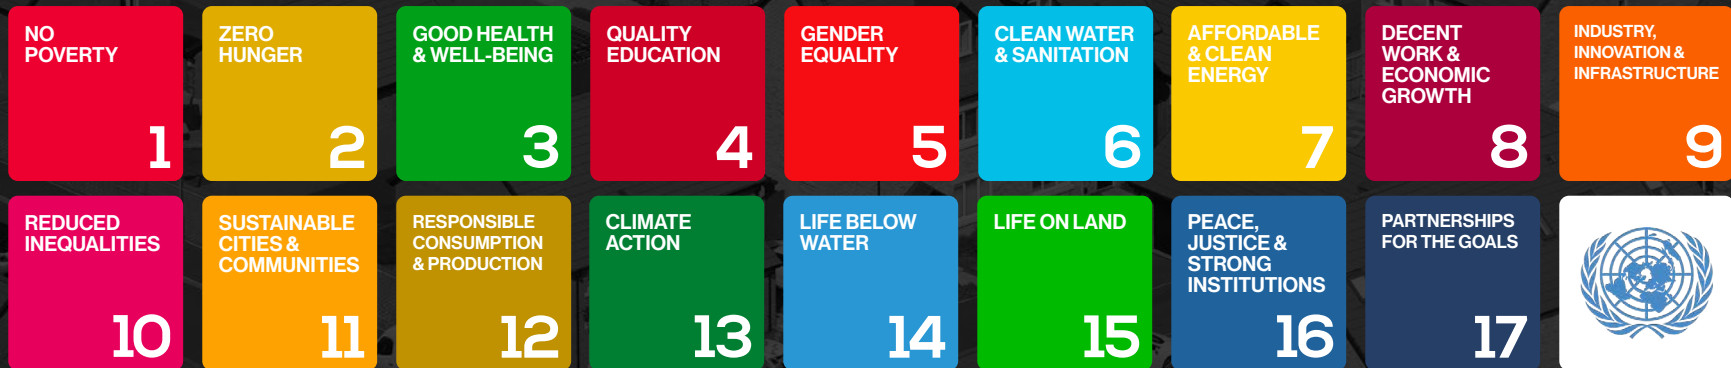 NO
POVERTY
1
ZERO
HUNGER
2
GOOD HEALTH
& WELL-BEING
3
QUALITY
EDUCATION
4
GENDER
EQUALITY
5
CLEAN WATER
& SANITATION
6
AFFORDABLE
& CLEAN
ENERGY
7
DECENT
WORK &
ECONOMIC
GROWTH
8
INDUSTRY,
INNOVATION &
INFRASTRUCTURE
9
REDUCED
INEQUALITIES
10
SUSTAINABLE
CITIES &
COMMUNITIES
11
RESPONSIBLE
CONSUMPTION
& PRODUCTION
12
CLIMATE
ACTION
13
LIFE BELOW
WATER
14
LIFE ON LAND
15
PEACE,
JUSTICE &
STRONG
INSTITUTIONS
16
PARTNERSHIPS
FOR THE GOALS
17